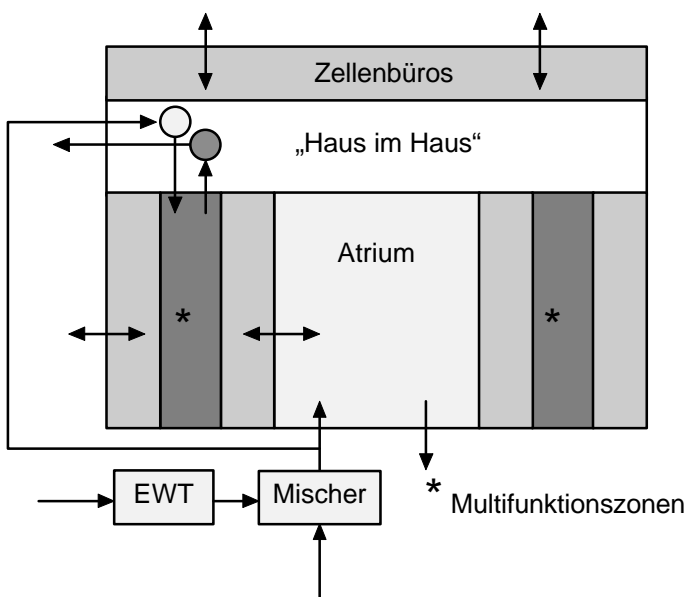 Zellenbüros
„Haus im Haus“
Atrium
* *
EWT
Mischer
* Multifunktionszonen